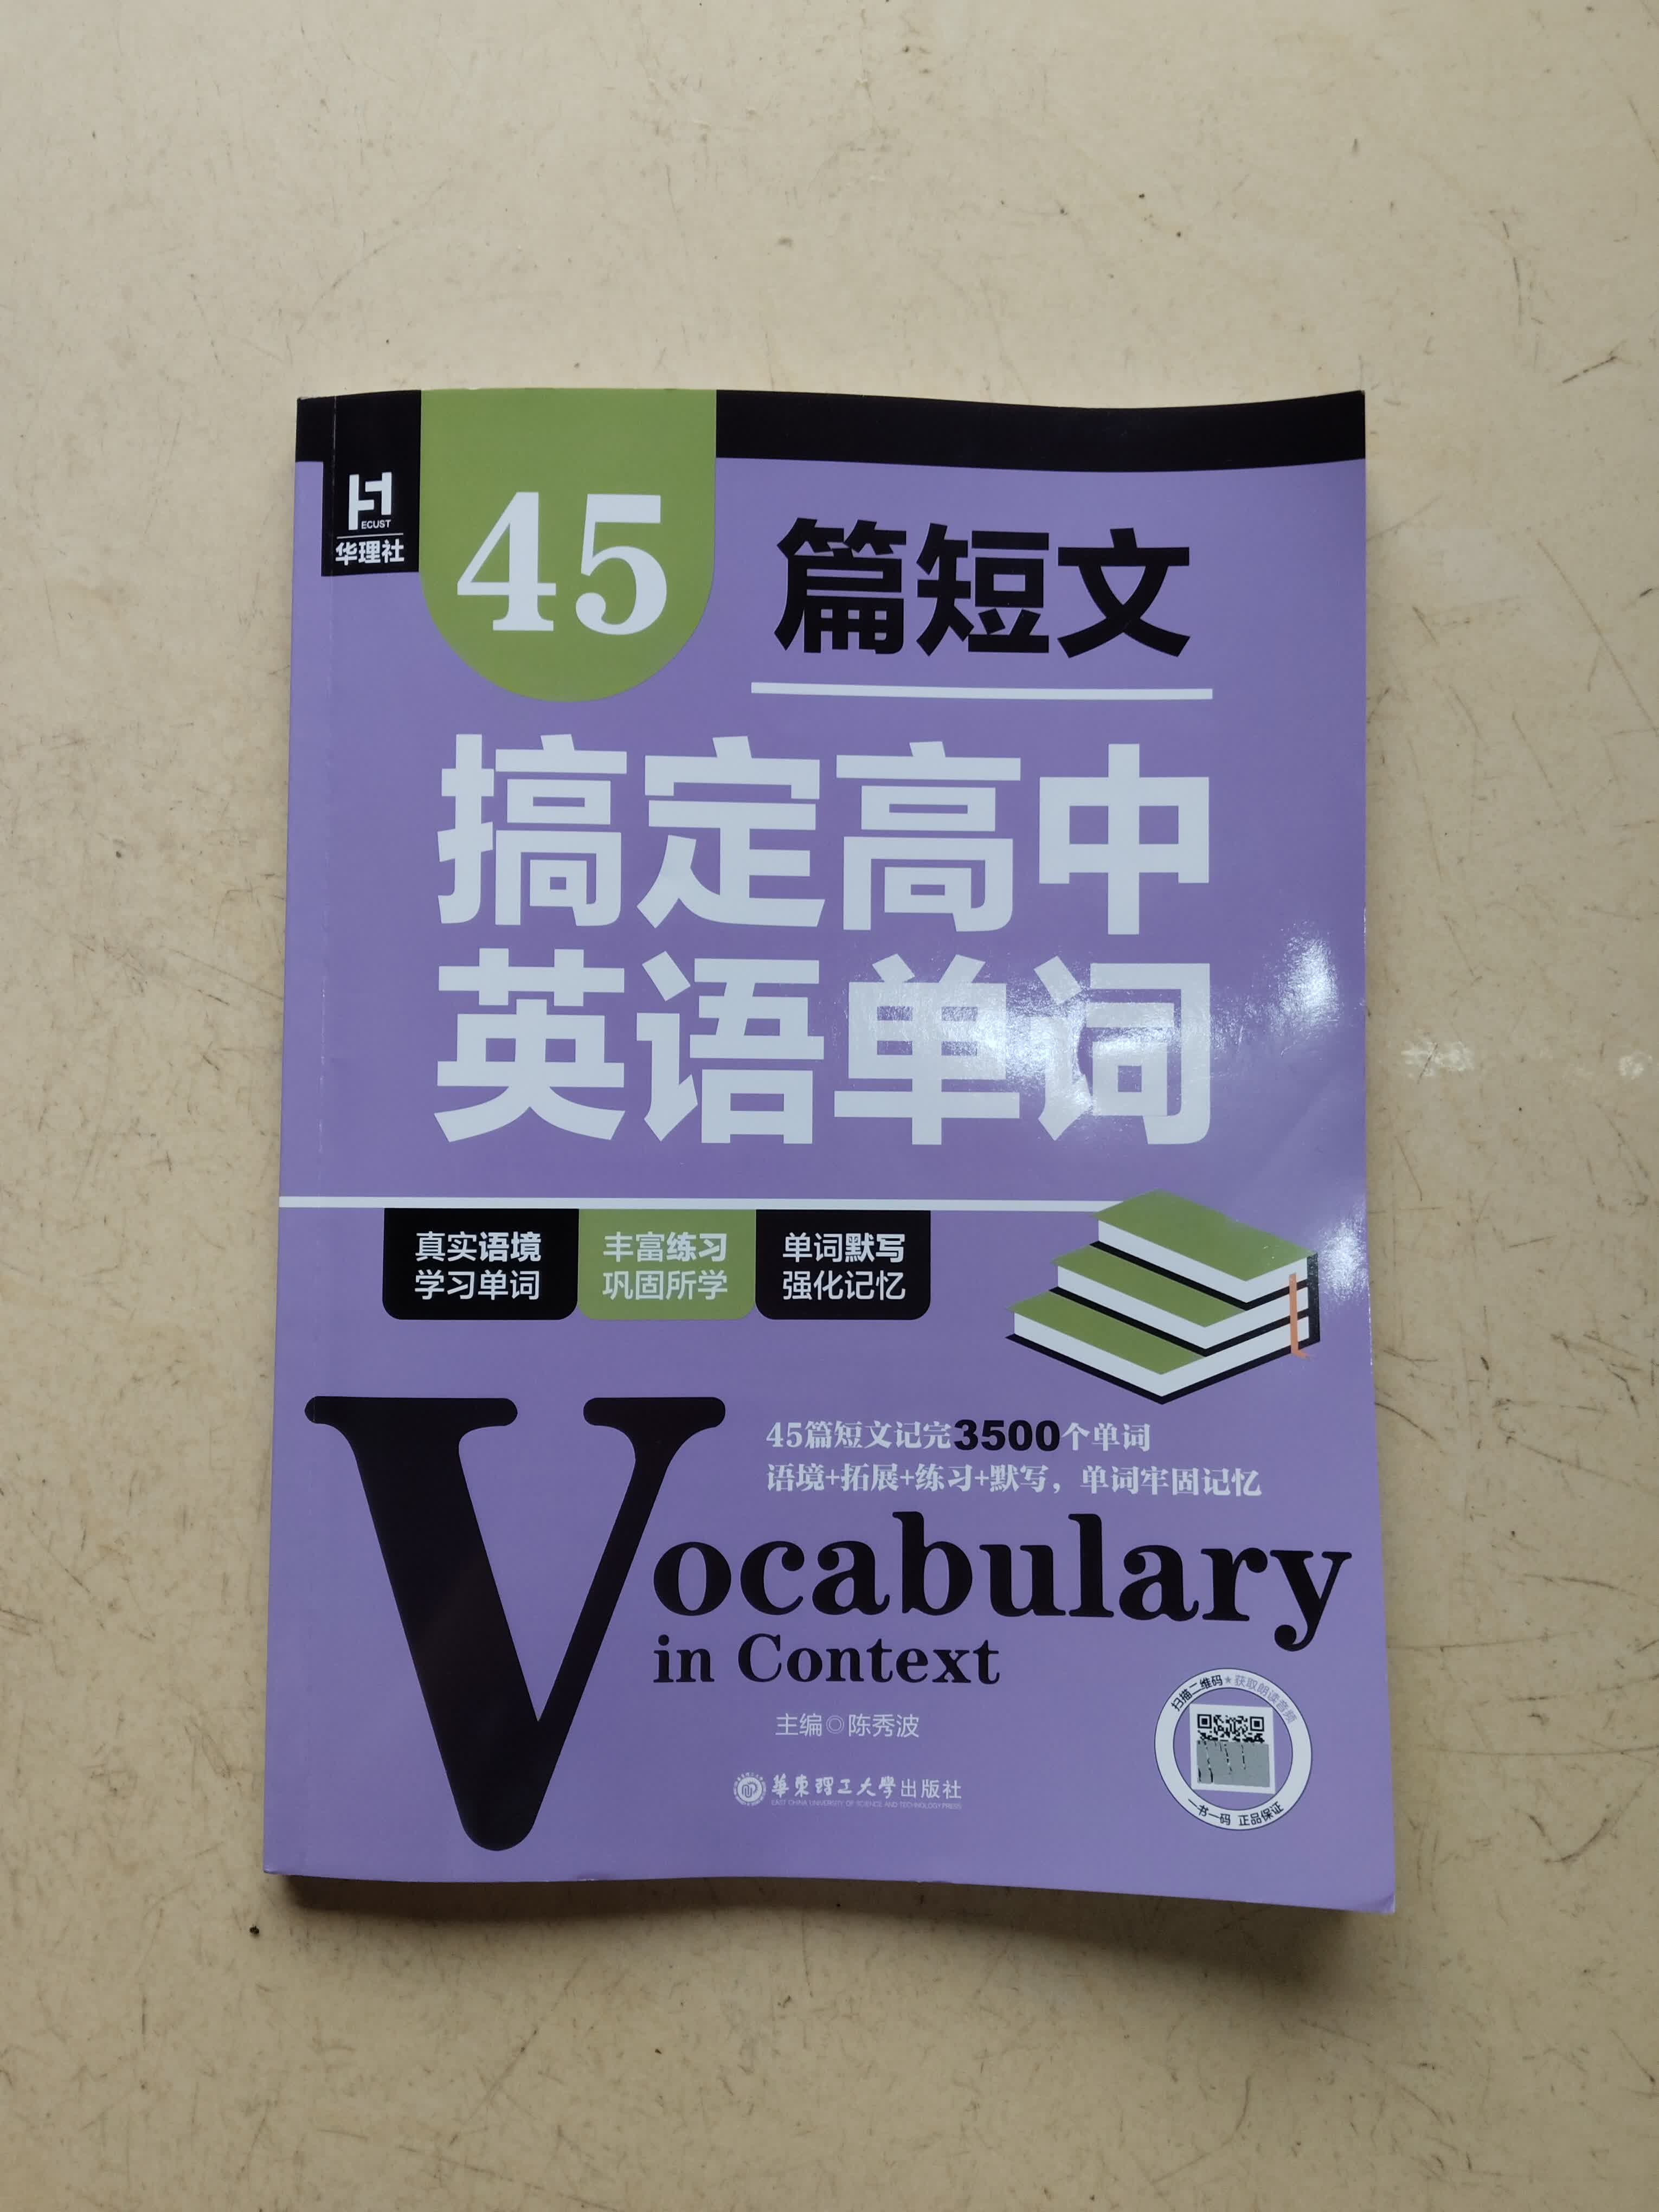 ECUST
华理社
45
篇短文
搞定高中
英语单词
真实语境
学习单词
丰富练习
巩固所学
单词默写
强化记忆
45篇短文记完3500个单词
语境+拓展+练习+默写，单词牢固记忆
Vocabulary
in Context
主编◎陈秀波
華東理工大學出版社
EAST CHINA UNIVERSITY OF SCIENCE AND TECHNOLOGY PRESS
扫描二维码★获取朗读音频
一书一码 正品保证